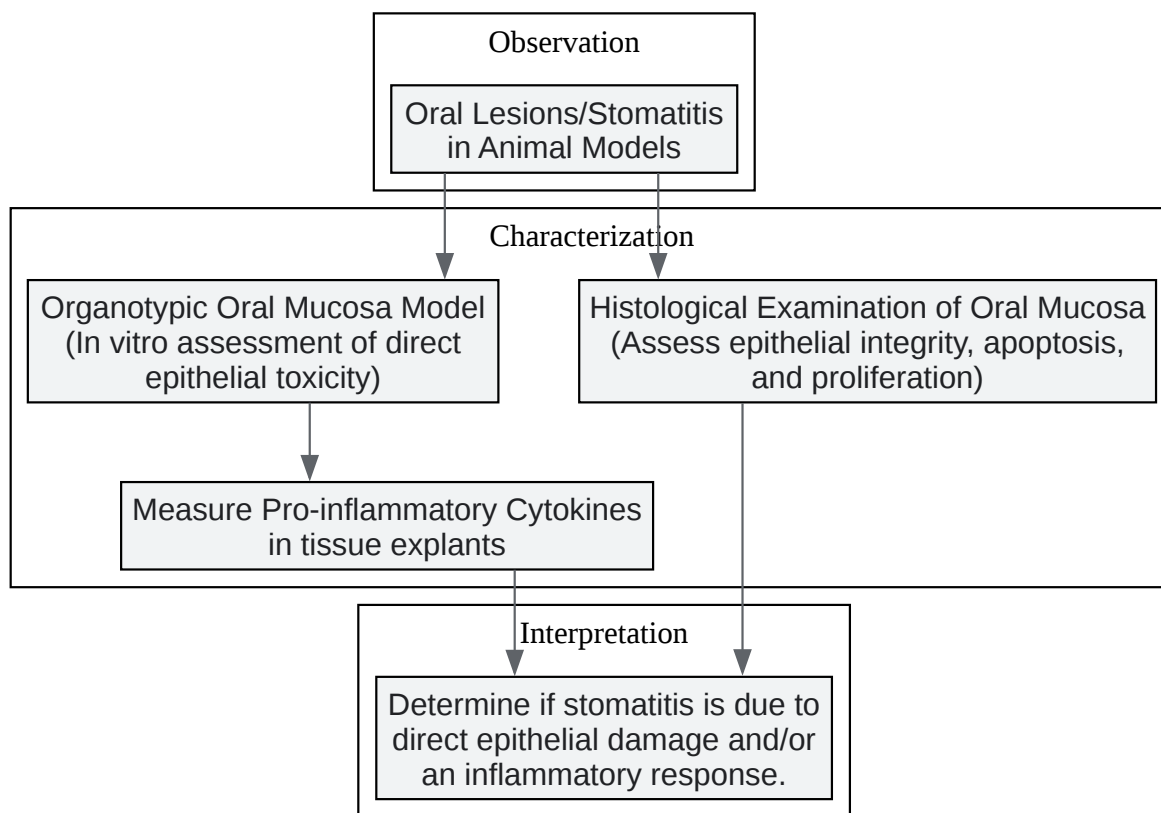 Observation
Oral Lesions/Stomatitis
in Animal Models
Characterization
Organotypic Oral Mucosa Model
(In vitro assessment of direct
epithelial toxicity)
Histological Examination of Oral Mucosa
(Assess epithelial integrity, apoptosis,
and proliferation)
Measure Pro-inflammatory Cytokines
in tissue explants
Interpretation
Determine if stomatitis is due to
direct epithelial damage and/or
an inflammatory response.